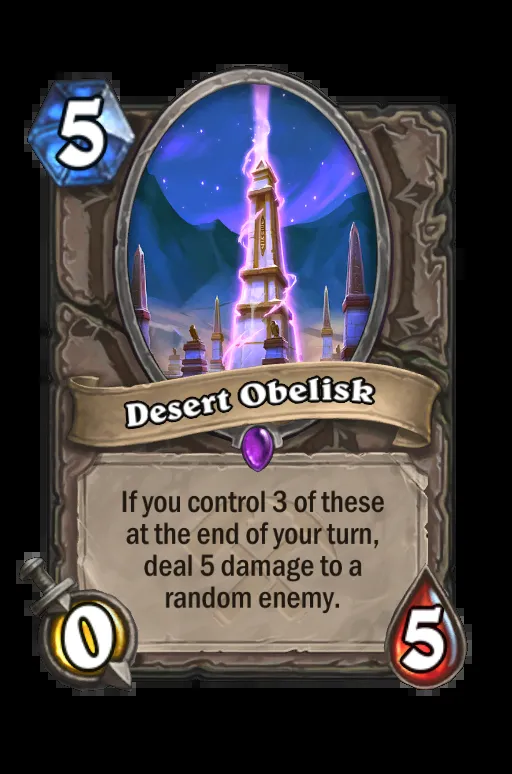 5
Desert Obelisk
If you control 3 of these
at the end of your turn,
deal 5 damage to a
random enemy.
0
5